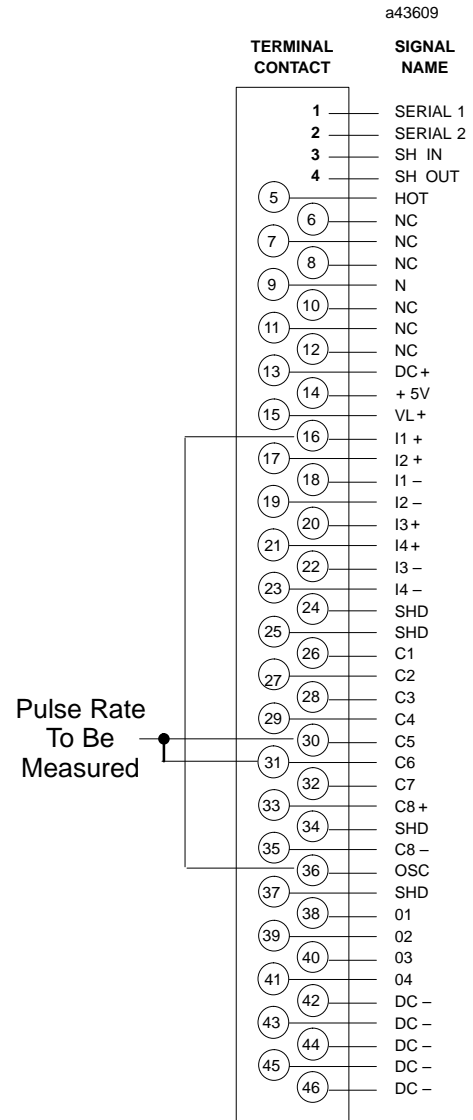 a43609
TERMINAL CONTACT SIGNAL NAME
1 SERIAL 1
2 SERIAL 2
3 SH IN
4 SH OUT
5 HOT
6 NC
7 NC
8 NC
9 N
10 NC
11 NC
12 NC
13 DC+
14 + 5V
15 VL+
16 I1 +
17 I2 +
18 I1 –
19 I2 –
20 I3+
21 I4+
22 I3 –
23 I4 –
24 SHD
25 SHD
26 C1
27 C2
28 C3
29 C4
30 C5
31 C6
32 C7
33 C8+
34 SHD
35 C8 –
36 OSC
37 SHD
38 01
39 02
40 03
41 04
42 DC –
43 DC –
44 DC –
45 DC –
46 DC –
Pulse Rate
To Be
Measured